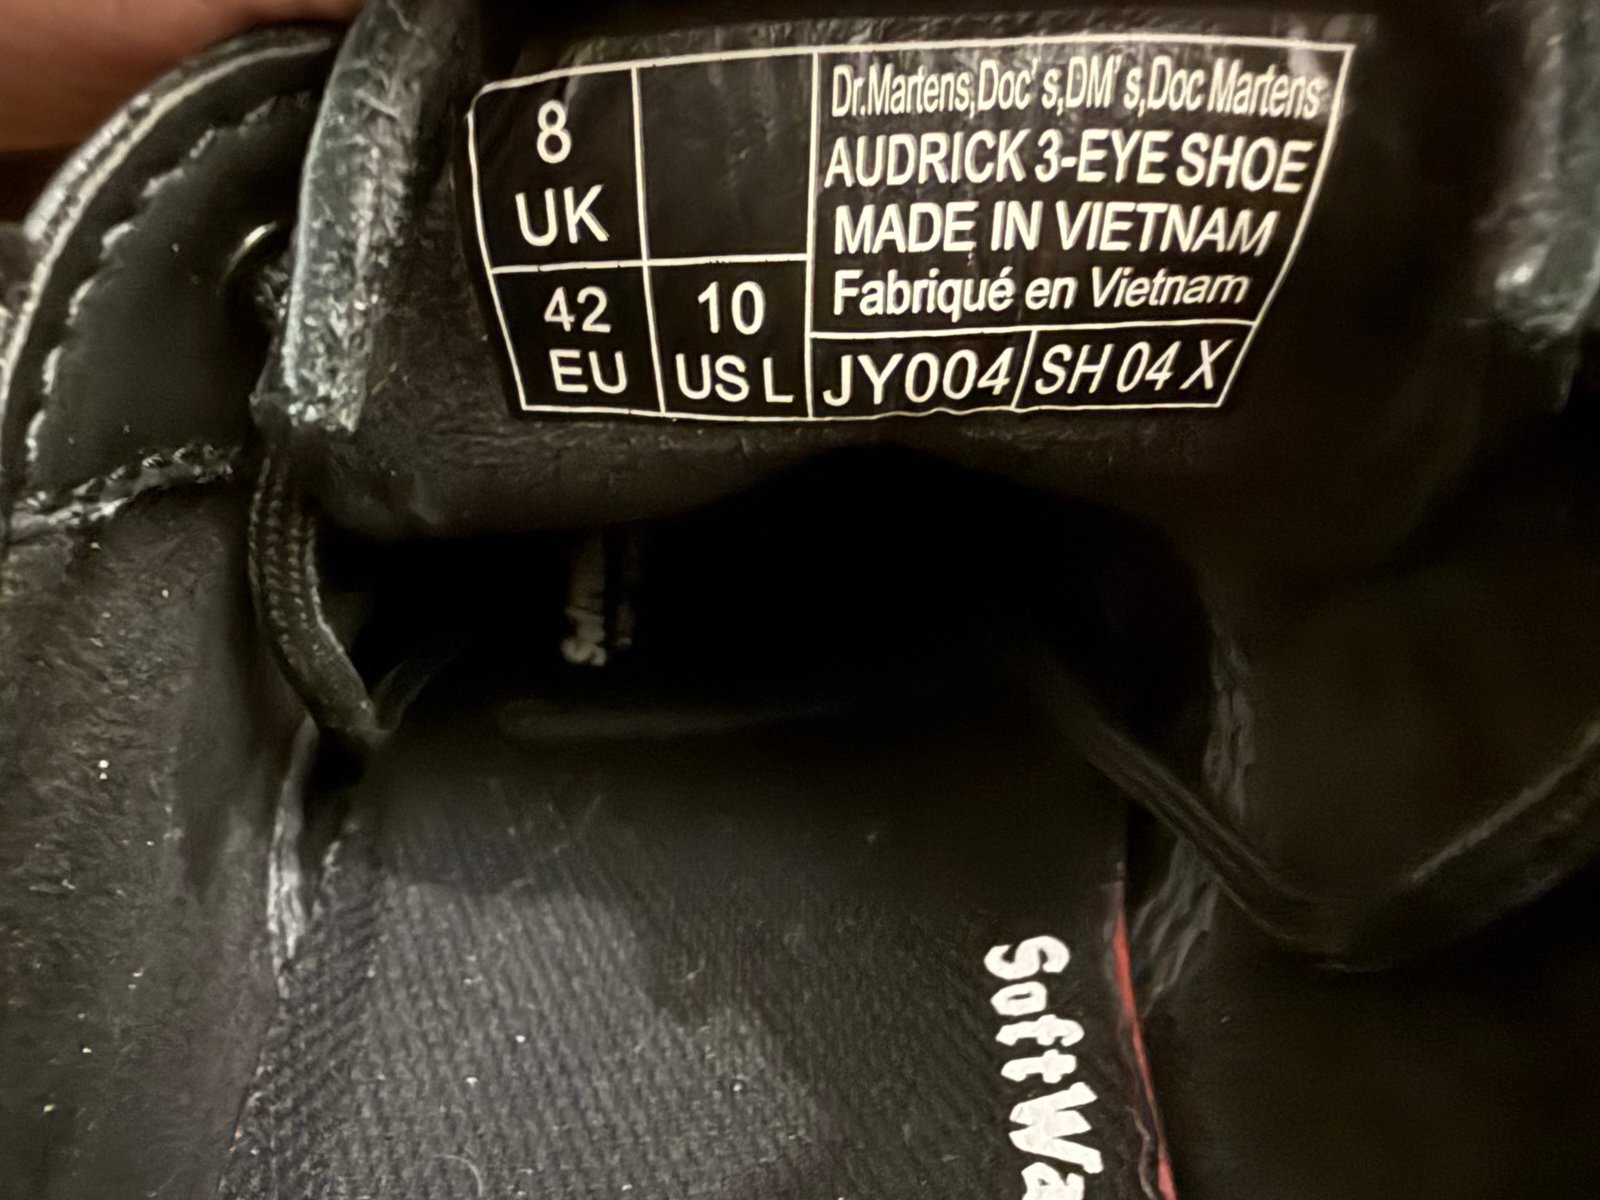 8
UK
42
EU
10
US L
Dr.Martens,Doc's,DM's,Doc Martens
AUDRICK 3-EYE SHOE
MADE IN VIETNAM
Fabriqué en Vietnam
JY004
SH 04 X
SoftWa